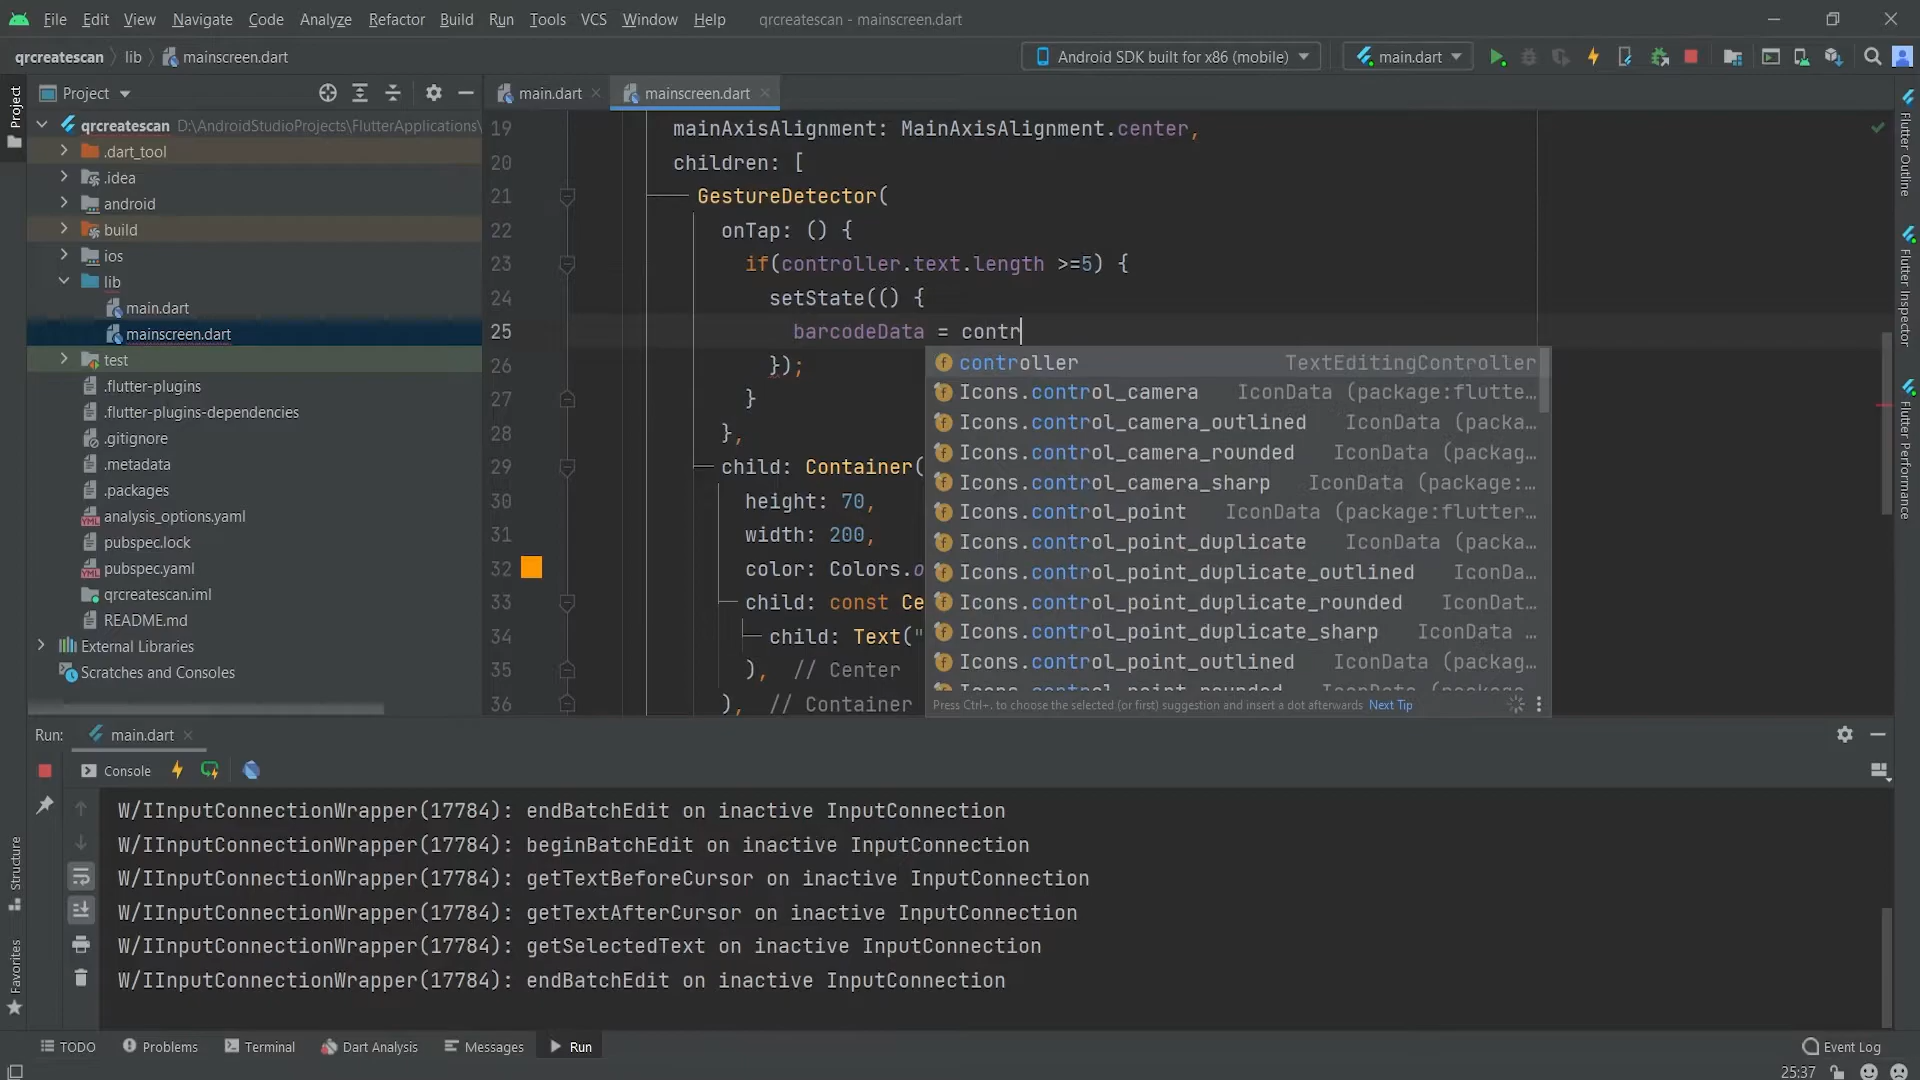 File Edit View Navigate Code Analyze Refactor Build Run Tools VCS Window Help qrcreatescan - mainscreen.dart
qrcreatescan lib mainscreen.dart Android SDK built for x86 (mobile) main.dart
Project
Project
main.dart
mainscreen.dart
qrcreatescan D:\AndroidStudioProjects\FlutterApplications\
.dart_tool
.idea
android
build
ios
lib
main.dart
mainscreen.dart
test
.flutter-plugins
.flutter-plugins-dependencies
.gitignore
.metadata
.packages
analysis_options.yaml
pubspec.lock
pubspec.yaml
qrcreatescan.iml
README.md
External Libraries
Scratches and Consoles
19 mainAxisAlignment: MainAxisAlignment.center,
20 children: [
21 GestureDetector(
22 onTap: () {
23 if(controller.text.length >=5) {
24 setState(() {
25 barcodeData = contr
26 });
27 }
28 },
29 child: Container(
30 height: 70,
31 width: 200,
32 color: Colors.o
33 child: const Ce
34 child: Text("
35 ), // Center
36 ), // Container
controller TextEditingController
Icons.control_camera IconData (package:flutte…
Icons.control_camera_outlined IconData (packa…
Icons.control_camera_rounded IconData (packag…
Icons.control_camera_sharp IconData (package:…
Icons.control_point IconData (package:flutter…
Icons.control_point_duplicate IconData (packa…
Icons.control_point_duplicate_outlined IconDa…
Icons.control_point_duplicate_rounded IconDat…
Icons.control_point_duplicate_sharp IconData …
Icons.control_point_outlined IconData (packag…
Icons.control_point_rounded IconData (packag…
Press Ctrl+. to choose the selected (or first) suggestion and insert a dot afterwards Next Tip
Flutter Outline
Flutter Inspector
Flutter Performance
Run: main.dart
Console
W/IInputConnectionWrapper(17784): endBatchEdit on inactive InputConnection
W/IInputConnectionWrapper(17784): beginBatchEdit on inactive InputConnection
W/IInputConnectionWrapper(17784): getTextBeforeCursor on inactive InputConnection
W/IInputConnectionWrapper(17784): getTextAfterCursor on inactive InputConnection
W/IInputConnectionWrapper(17784): getSelectedText on inactive InputConnection
W/IInputConnectionWrapper(17784): endBatchEdit on inactive InputConnection
Structure
Favorites
TODO Problems Terminal Dart Analysis Messages Run Event Log
25:37